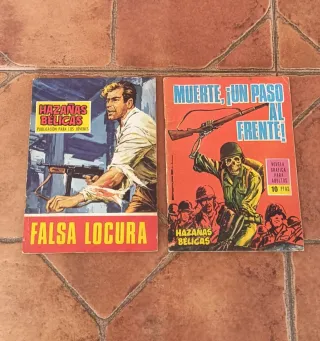 HAZAÑAS
BÉLICAS
PUBLICACIÓN PARA LOS JÓVENES
FALSA LOCURA
MUERTE, ¡UN PASO
AL
FRENTE!
NOVELA
GRAFICA
PARA
ADULTOS
10 PTAS
HAZAÑAS
BÉLICAS